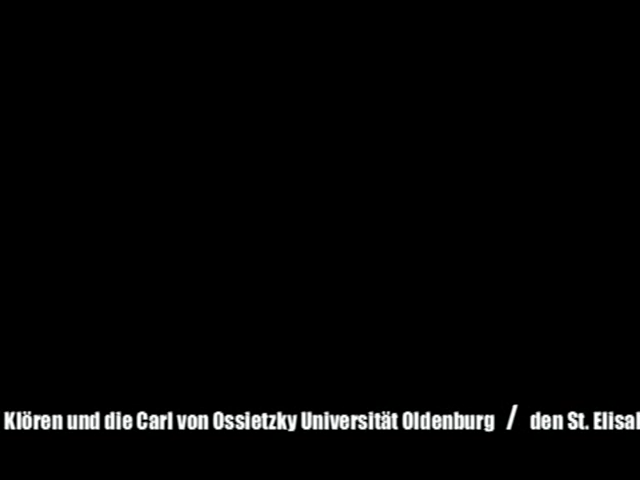 Klören und die Carl von Ossietzky Universität Oldenburg / den St. Elisa